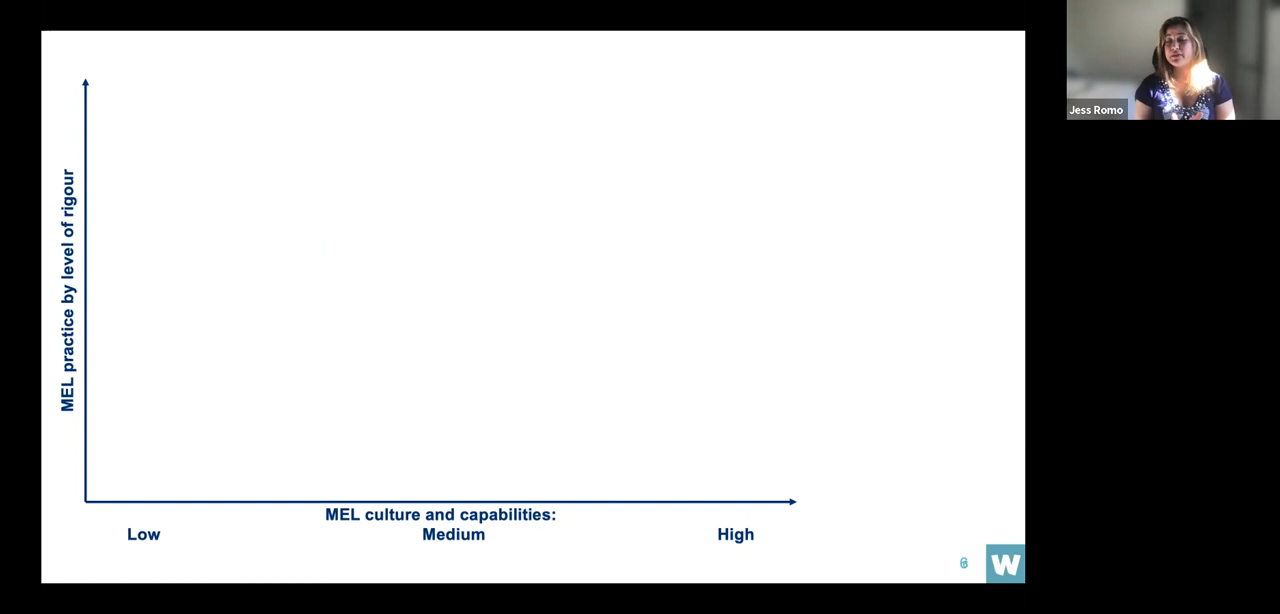 Jess Romo
MEL practice by level of rigour
MEL culture and capabilities:
Low Medium High
W